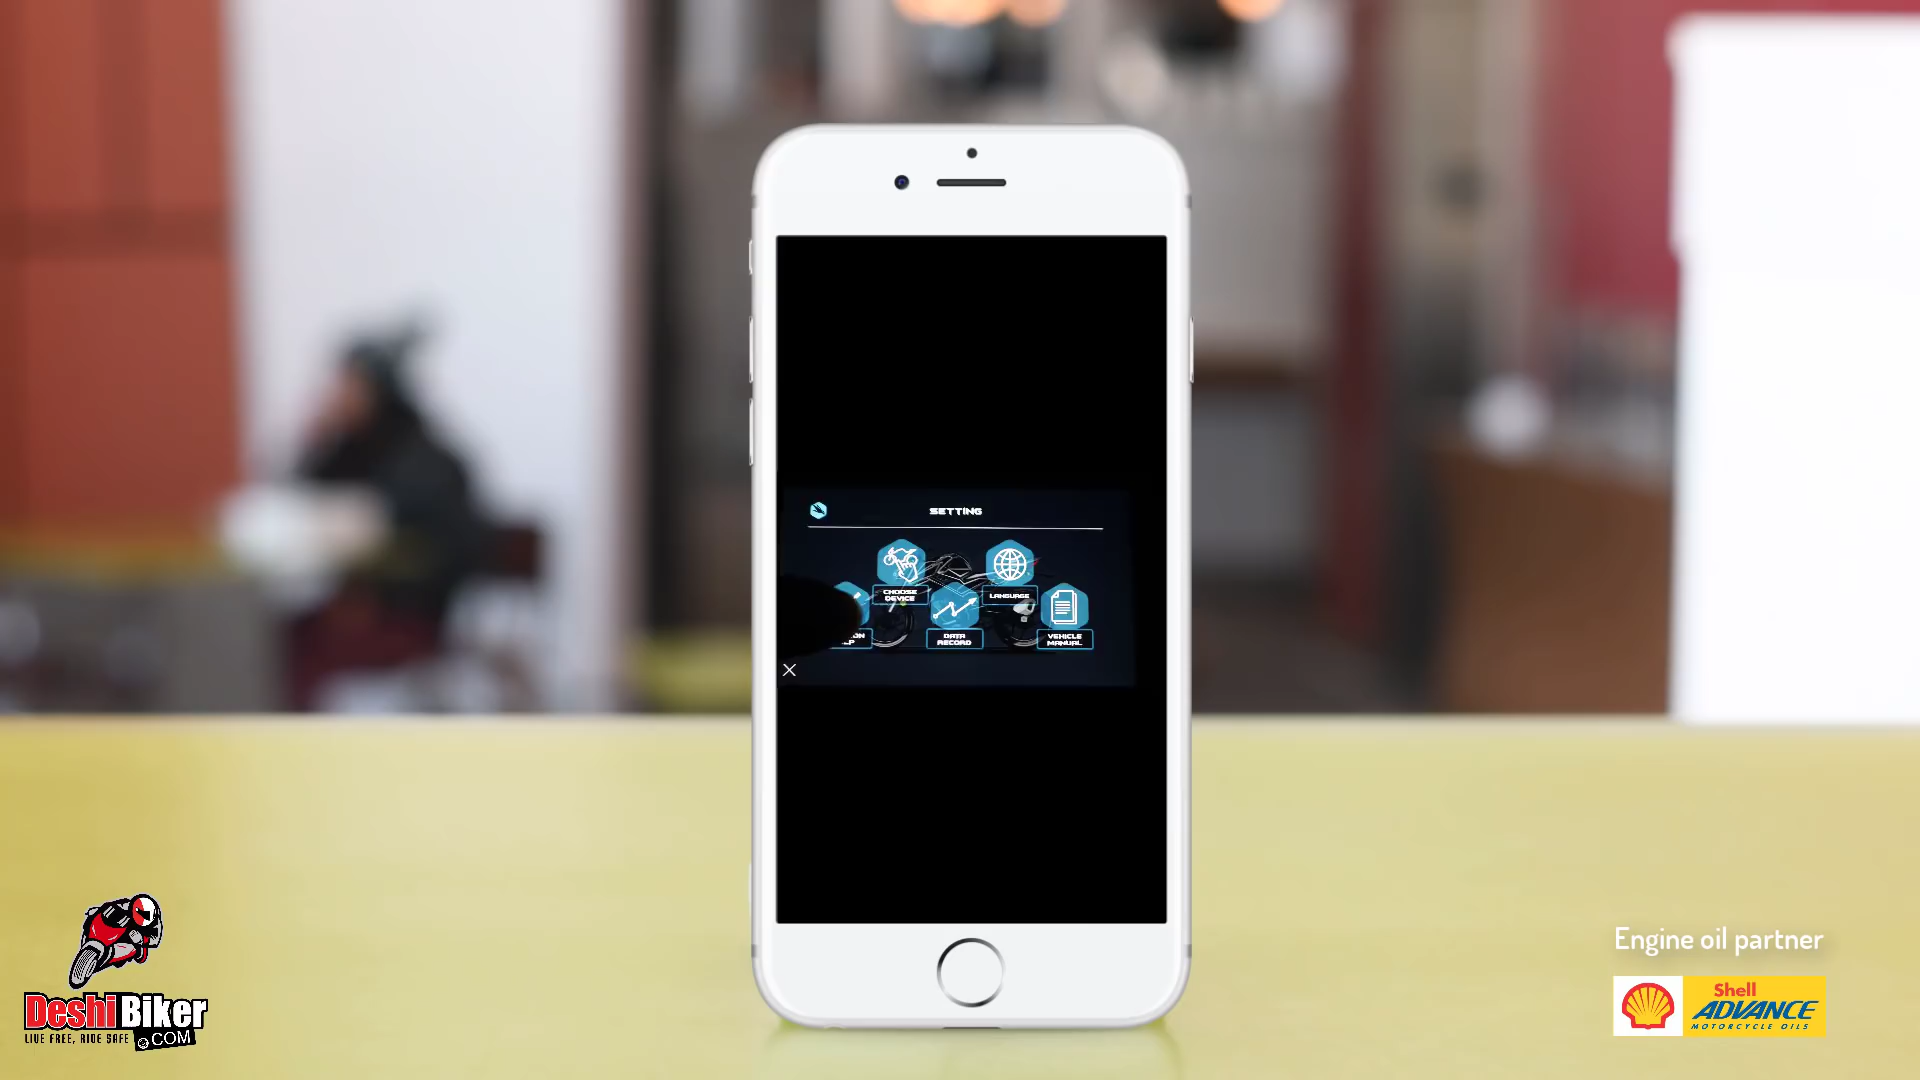 SETTING
CHOOSE
DEVICE
LANGUAGE
DATA
RECORD
VEHICLE
MANUAL
Engine oil partner
Shell
ADVANCE
MOTORCYCLE OILS
DeshiBiker
LIVE FREE, RIDE SAFE
.COM